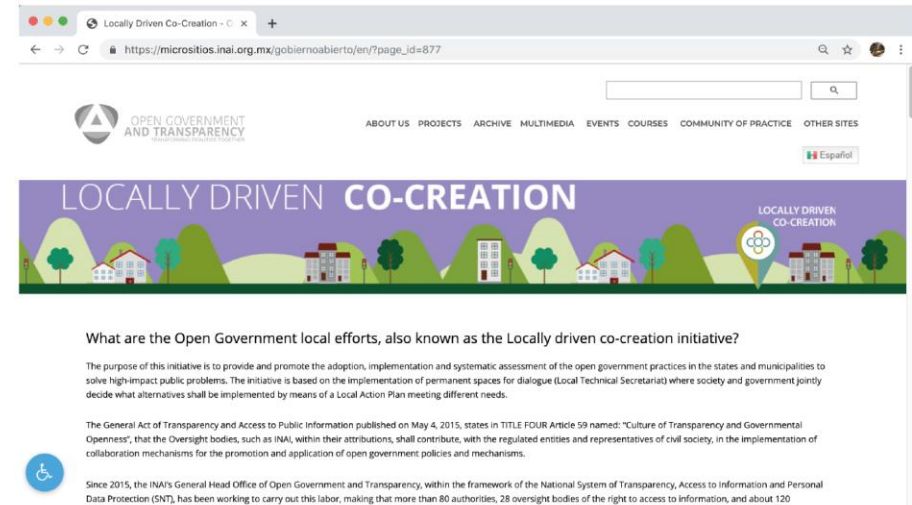 Locally Driven Co-Creation - O
https://micrositios.inai.org.mx/gobiernoabierto/en/?page_id=877
OPEN GOVERNMENT
AND TRANSPARENCY
ABOUT US PROJECTS ARCHIVE MULTIMEDIA EVENTS COURSES COMMUNITY OF PRACTICE OTHER SITES
Español
LOCALLY DRIVEN CO-CREATION
LOCALLY DRIVEN
CO-CREATION
What are the Open Government local efforts, also known as the Locally driven co-creation initiative?
The purpose of this initiative is to provide and promote the adoption, implementation and systematic assessment of the open government practices in the states and municipalities to
solve high-impact public problems. The initiative is based on the implementation of permanent spaces for dialogue (Local Technical Secretariat) where society and government jointly
decide what alternatives shall be implemented by means of a Local Action Plan meeting different needs.
The General Act of Transparency and Access to Public Information published on May 4, 2015, states in TITLE FOUR Article 59 named: "Culture of Transparency and Governmental
Openness", that the Oversight bodies, such as INAI, within their attributions, shall contribute, with the regulated entities and representatives of civil society, in the implementation of
collaboration mechanisms for the promotion and application of open government policies and mechanisms.
Since 2015, the INAI's General Head Office of Open Government and Transparency, within the framework of the National System of Transparency, Access to Information and Personal
Data Protection (SNT), has been working to carry out this labor, making that more than 80 authorities, 28 oversight bodies of the right to access to information, and about 120